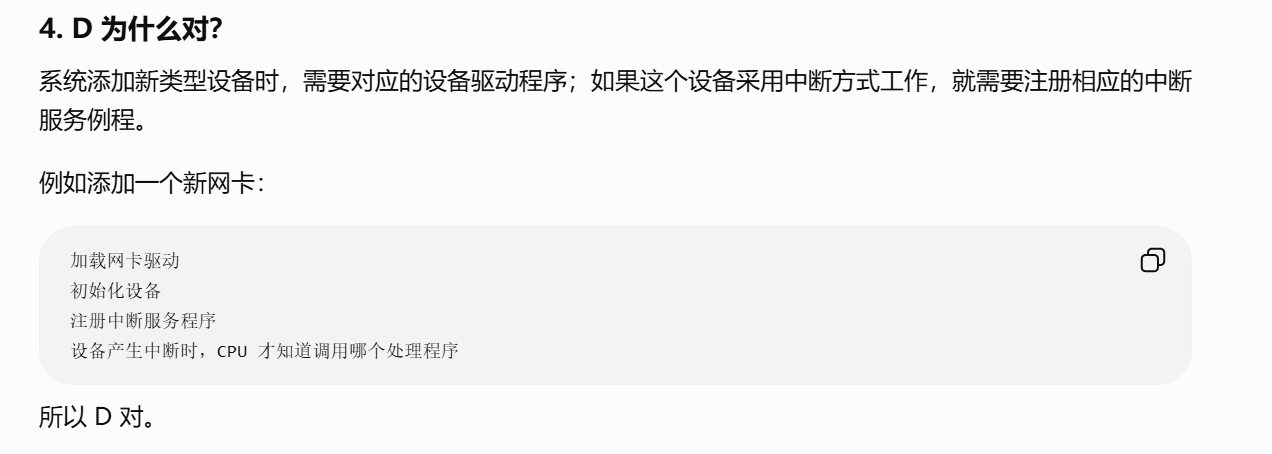 4. D 为什么对？
系统添加新类型设备时，需要对应的设备驱动程序；如果这个设备采用中断方式工作，就需要注册相应的中断
服务例程。
例如添加一个新网卡：
加载网卡驱动
初始化设备
注册中断服务程序
设备产生中断时，CPU 才知道调用哪个处理程序
所以 D 对。